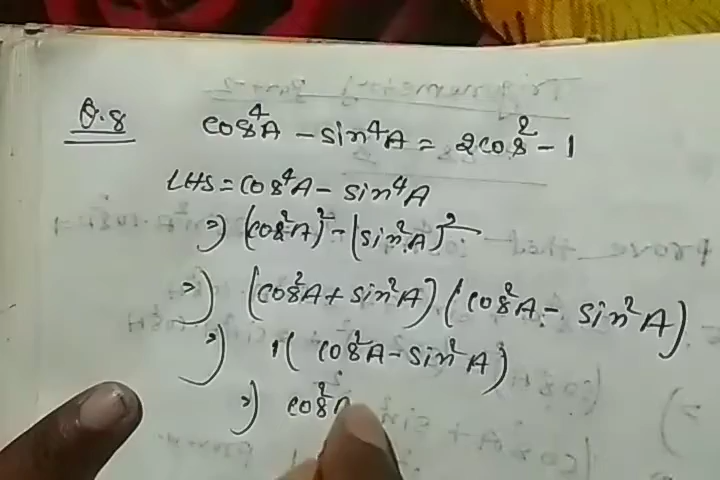 Q.8 cos⁴A - sin⁴A = 2cos² - 1
LHS = cos⁴A - sin⁴A
⇒) (cos²A)² - (sin²A)²
⇒) (cos²A + sin²A) (cos²A - sin²A)
⇒) 1( cos²A - sin²A)
⇒) cos²A